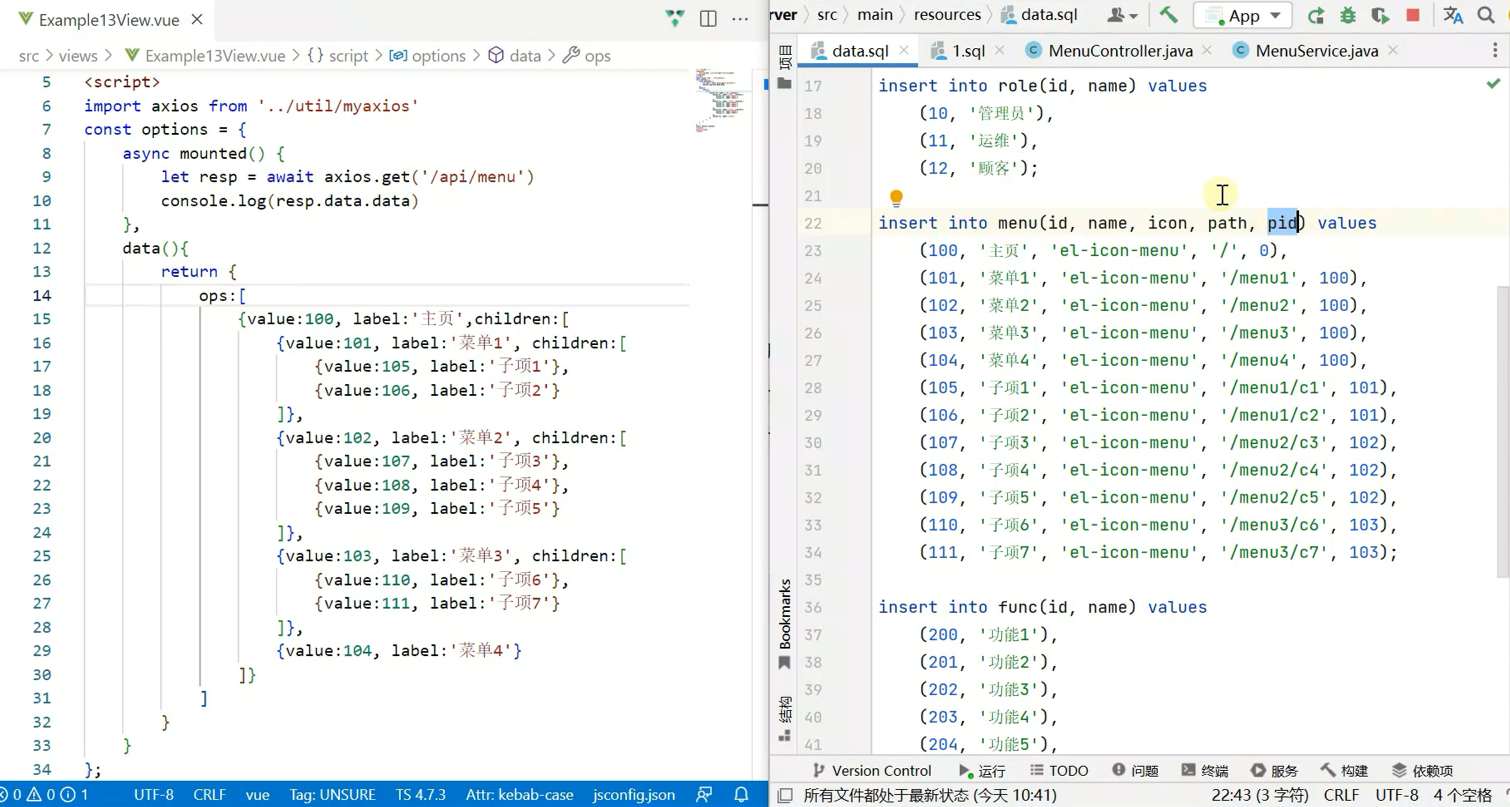 Example13View.vue
src > views > Example13View.vue > {} script > options > data > ops
5 <script>
6 import axios from '../util/myaxios'
7 const options = {
8 async mounted() {
9 let resp = await axios.get('/api/menu')
10 console.log(resp.data.data)
11 },
12 data(){
13 return {
14 ops:[
15 {value:100, label:'主页',children:[
16 {value:101, label:'菜单1', children:[
17 {value:105, label:'子项1'},
18 {value:106, label:'子项2'}
19 ]},
20 {value:102, label:'菜单2', children:[
21 {value:107, label:'子项3'},
22 {value:108, label:'子项4'},
23 {value:109, label:'子项5'}
24 ]},
25 {value:103, label:'菜单3', children:[
26 {value:110, label:'子项6'},
27 {value:111, label:'子项7'}
28 ]},
29 {value:104, label:'菜单4'}
30 ]}
31 ]
32 }
33 }
34 };
0 0 1 UTF-8 CRLF vue Tag: UNSURE TS 4.7.3 Attr: kebab-case jsconfig.json
rver > src > main > resources > data.sql App
项目 data.sql 1.sql MenuController.java MenuService.java
17 insert into role(id, name) values
18 (10, '管理员'),
19 (11, '运维'),
20 (12, '顾客');
21
22 insert into menu(id, name, icon, path, pid) values
23 (100, '主页', 'el-icon-menu', '/', 0),
24 (101, '菜单1', 'el-icon-menu', '/menu1', 100),
25 (102, '菜单2', 'el-icon-menu', '/menu2', 100),
26 (103, '菜单3', 'el-icon-menu', '/menu3', 100),
27 (104, '菜单4', 'el-icon-menu', '/menu4', 100),
28 (105, '子项1', 'el-icon-menu', '/menu1/c1', 101),
29 (106, '子项2', 'el-icon-menu', '/menu1/c2', 101),
30 (107, '子项3', 'el-icon-menu', '/menu2/c3', 102),
31 (108, '子项4', 'el-icon-menu', '/menu2/c4', 102),
32 (109, '子项5', 'el-icon-menu', '/menu2/c5', 102),
33 (110, '子项6', 'el-icon-menu', '/menu3/c6', 103),
34 (111, '子项7', 'el-icon-menu', '/menu3/c7', 103);
35
36 insert into func(id, name) values
37 (200, '功能1'),
38 (201, '功能2'),
39 (202, '功能3'),
40 (203, '功能4'),
41 (204, '功能5'),
Bookmarks
结构
Version Control 运行 TODO 问题 终端 服务 构建 依赖项
所有文件都处于最新状态 (今天 10:41) 22:43 (3 字符) CRLF UTF-8 4 个空格